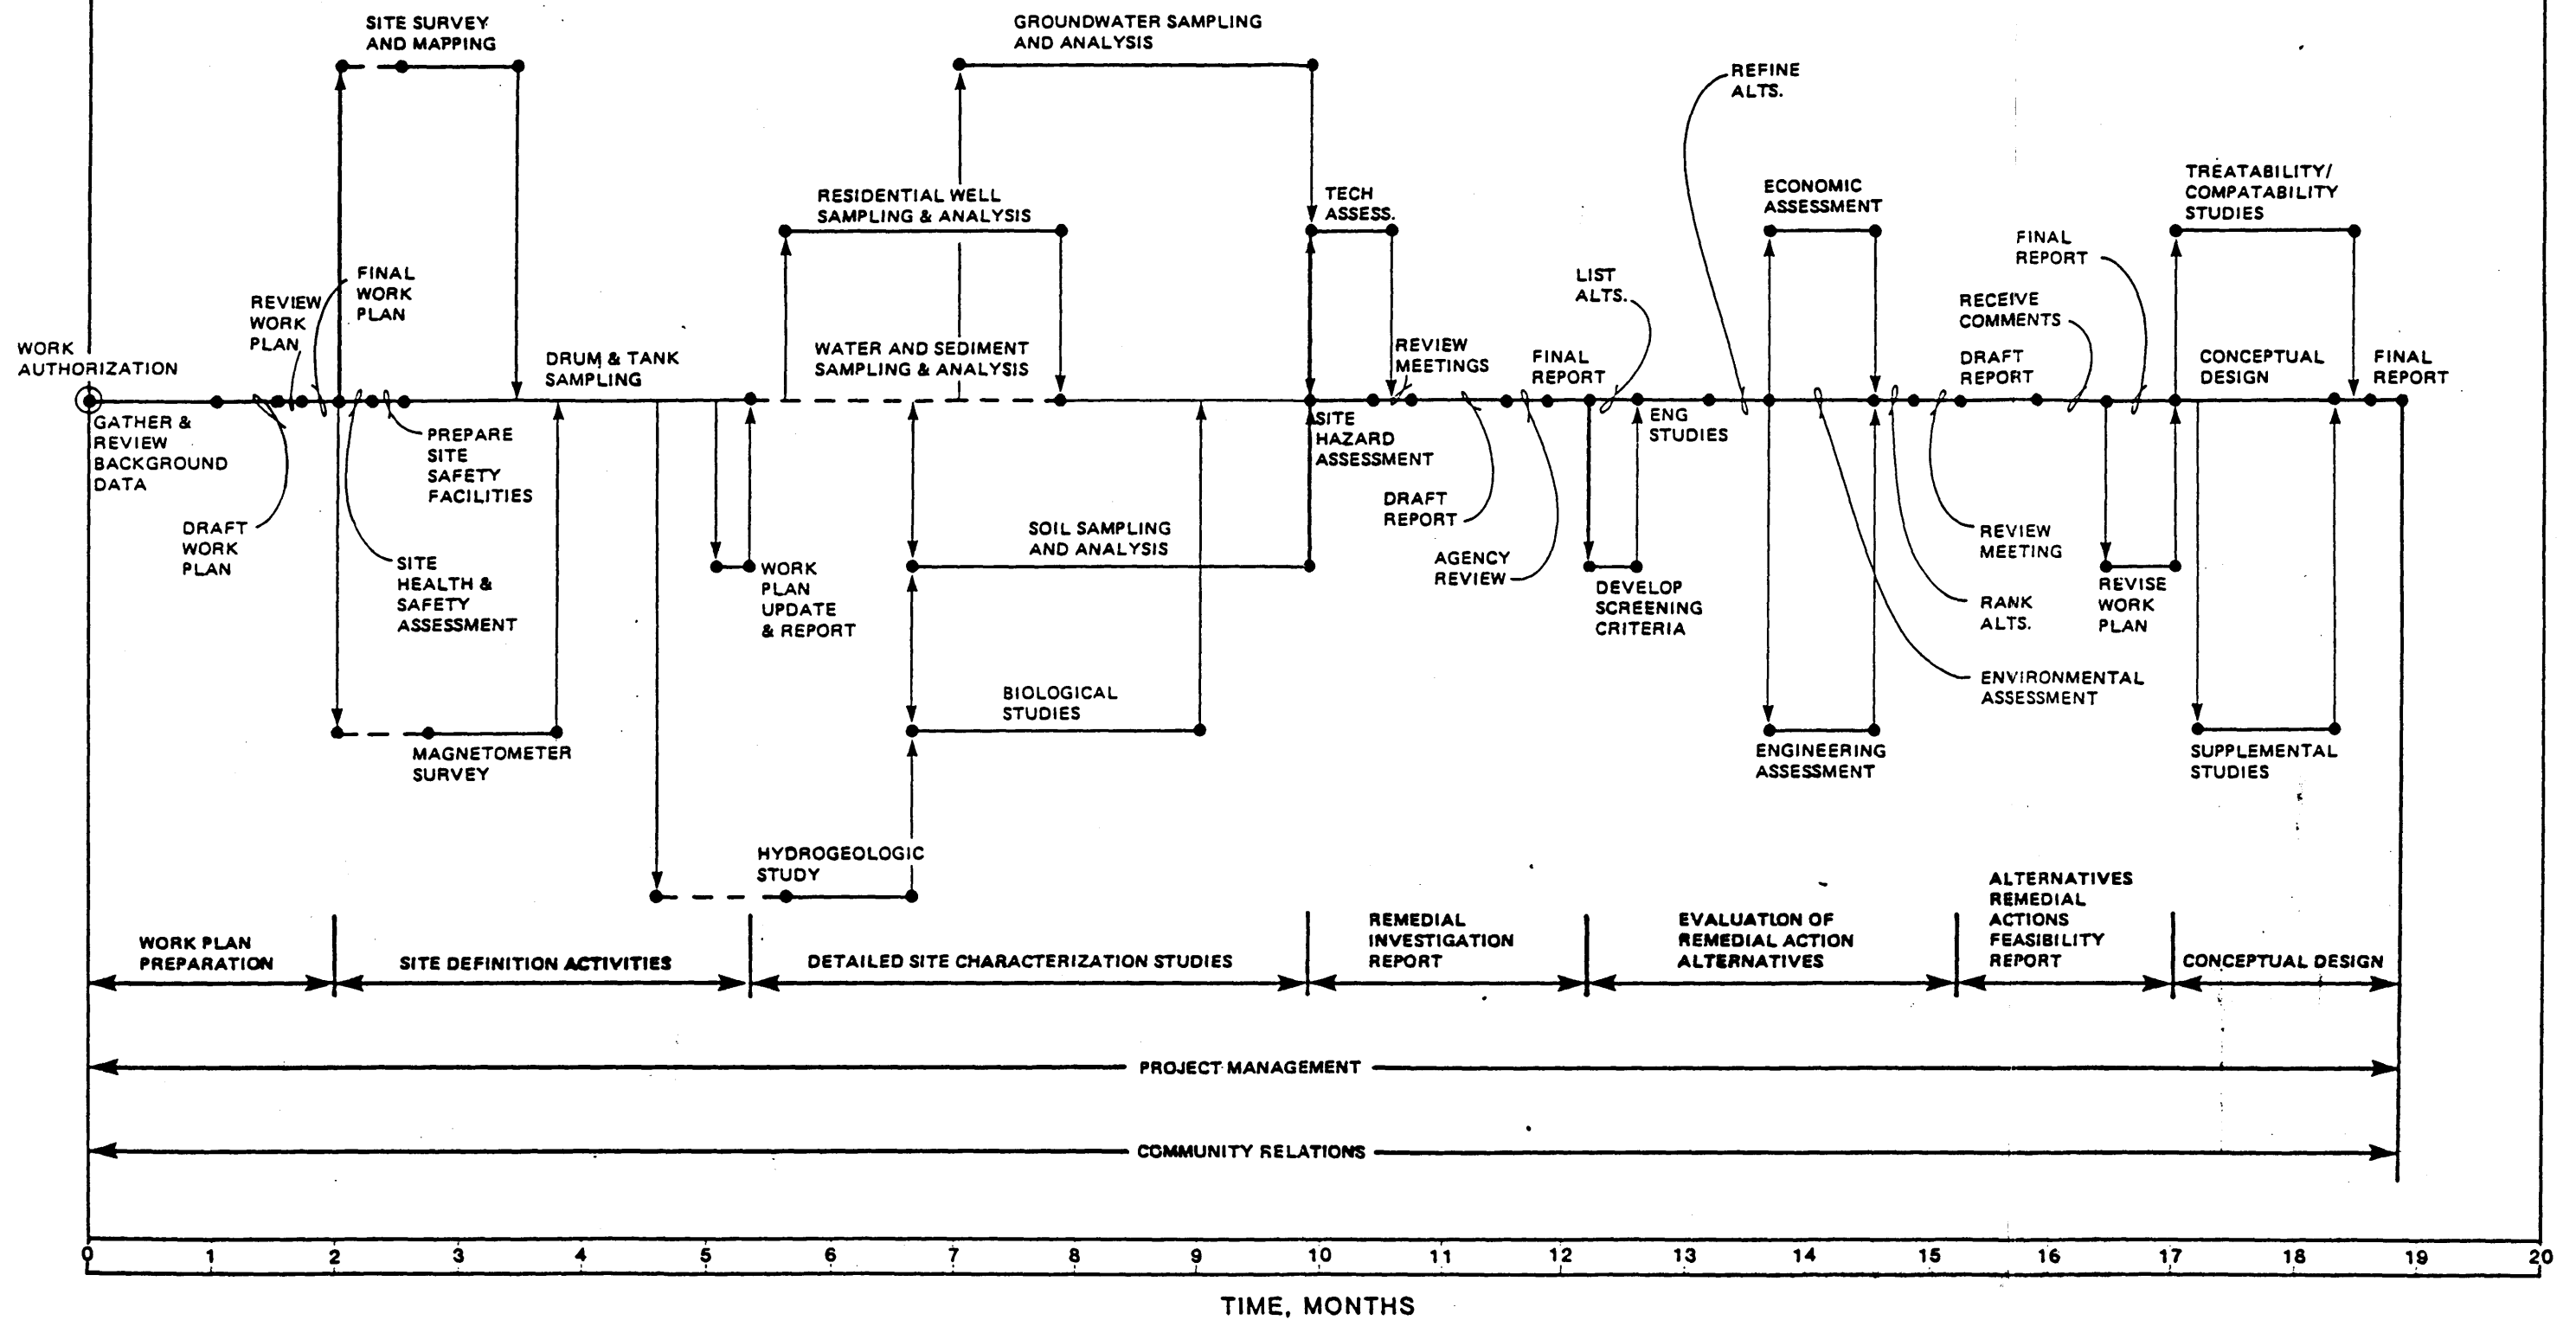 SITE SURVEY
AND MAPPING
GROUNDWATER SAMPLING
AND ANALYSIS
REFINE
ALTS.
RESIDENTIAL WELL
SAMPLING & ANALYSIS
TECH
ASSESS.
ECONOMIC
ASSESSMENT
TREATABILITY/
COMPATABILITY
STUDIES
FINAL
REPORT
FINAL
WORK
PLAN
REVIEW
WORK
PLAN
LIST
ALTS.
RECEIVE
COMMENTS
WORK
AUTHORIZATION
DRUM & TANK
SAMPLING
WATER AND SEDIMENT
SAMPLING & ANALYSIS
REVIEW
MEETINGS
FINAL
REPORT
DRAFT
REPORT
CONCEPTUAL
DESIGN
FINAL
REPORT
GATHER &
REVIEW
BACKGROUND
DATA
PREPARE
SITE
SAFETY
FACILITIES
SITE
HAZARD
ASSESSMENT
ENG
STUDIES
DRAFT
WORK
PLAN
SITE
HEALTH &
SAFETY
ASSESSMENT
WORK
PLAN
UPDATE
& REPORT
SOIL SAMPLING
AND ANALYSIS
DRAFT
REPORT
AGENCY
REVIEW
DEVELOP
SCREENING
CRITERIA
REVIEW
MEETING
RANK
ALTS.
REVISE
WORK
PLAN
ENVIRONMENTAL
ASSESSMENT
MAGNETOMETER
SURVEY
BIOLOGICAL
STUDIES
ENGINEERING
ASSESSMENT
SUPPLEMENTAL
STUDIES
HYDROGEOLOGIC
STUDY
WORK PLAN
PREPARATION
SITE DEFINITION ACTIVITIES
DETAILED SITE CHARACTERIZATION STUDIES
REMEDIAL
INVESTIGATION
REPORT
EVALUATION OF
REMEDIAL ACTION
ALTERNATIVES
ALTERNATIVES
REMEDIAL
ACTIONS
FEASIBILITY
REPORT
CONCEPTUAL DESIGN
PROJECT MANAGEMENT
COMMUNITY RELATIONS
0 1 2 3 4 5 6 7 8 9 10 11 12 13 14 15 16 17 18 19 20
TIME, MONTHS